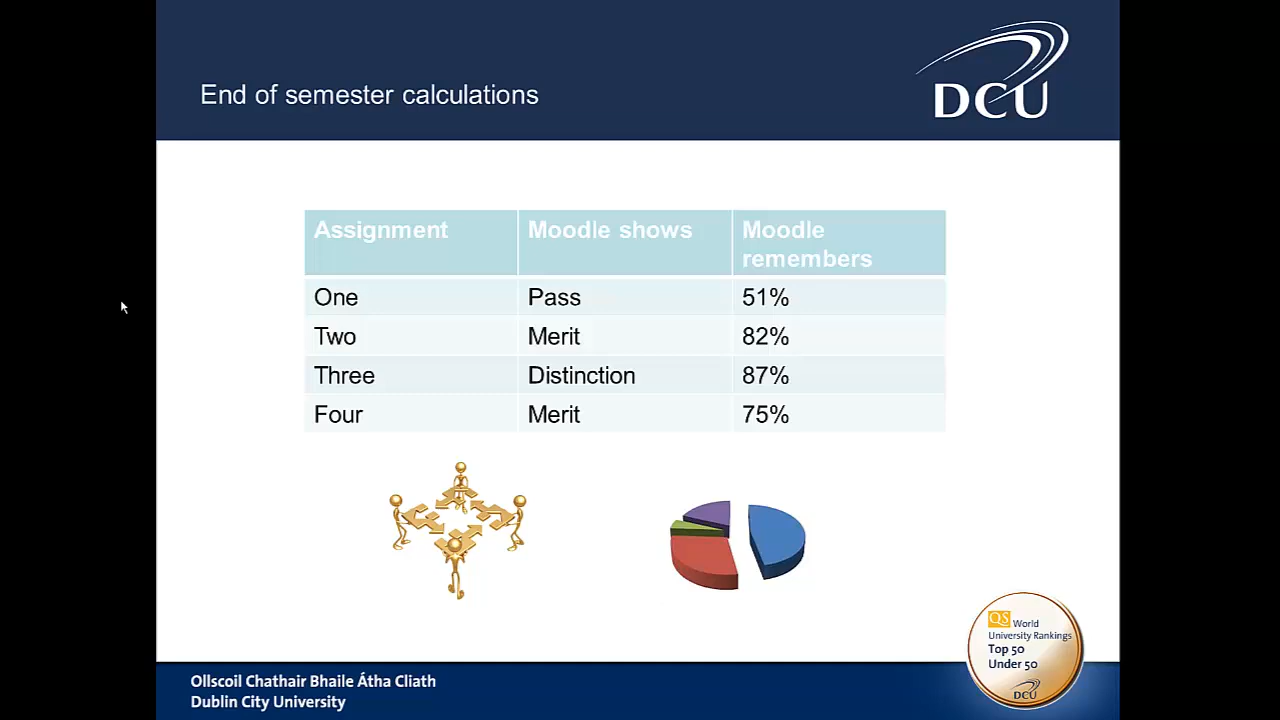 End of semester calculations
DCU
Assignment Moodle shows Moodle remembers
One Pass 51%
Two Merit 82%
Three Distinction 87%
Four Merit 75%
QS World
University Rankings
Top 50
Under 50
DCU
Ollscoil Chathair Bhaile Átha Cliath
Dublin City University